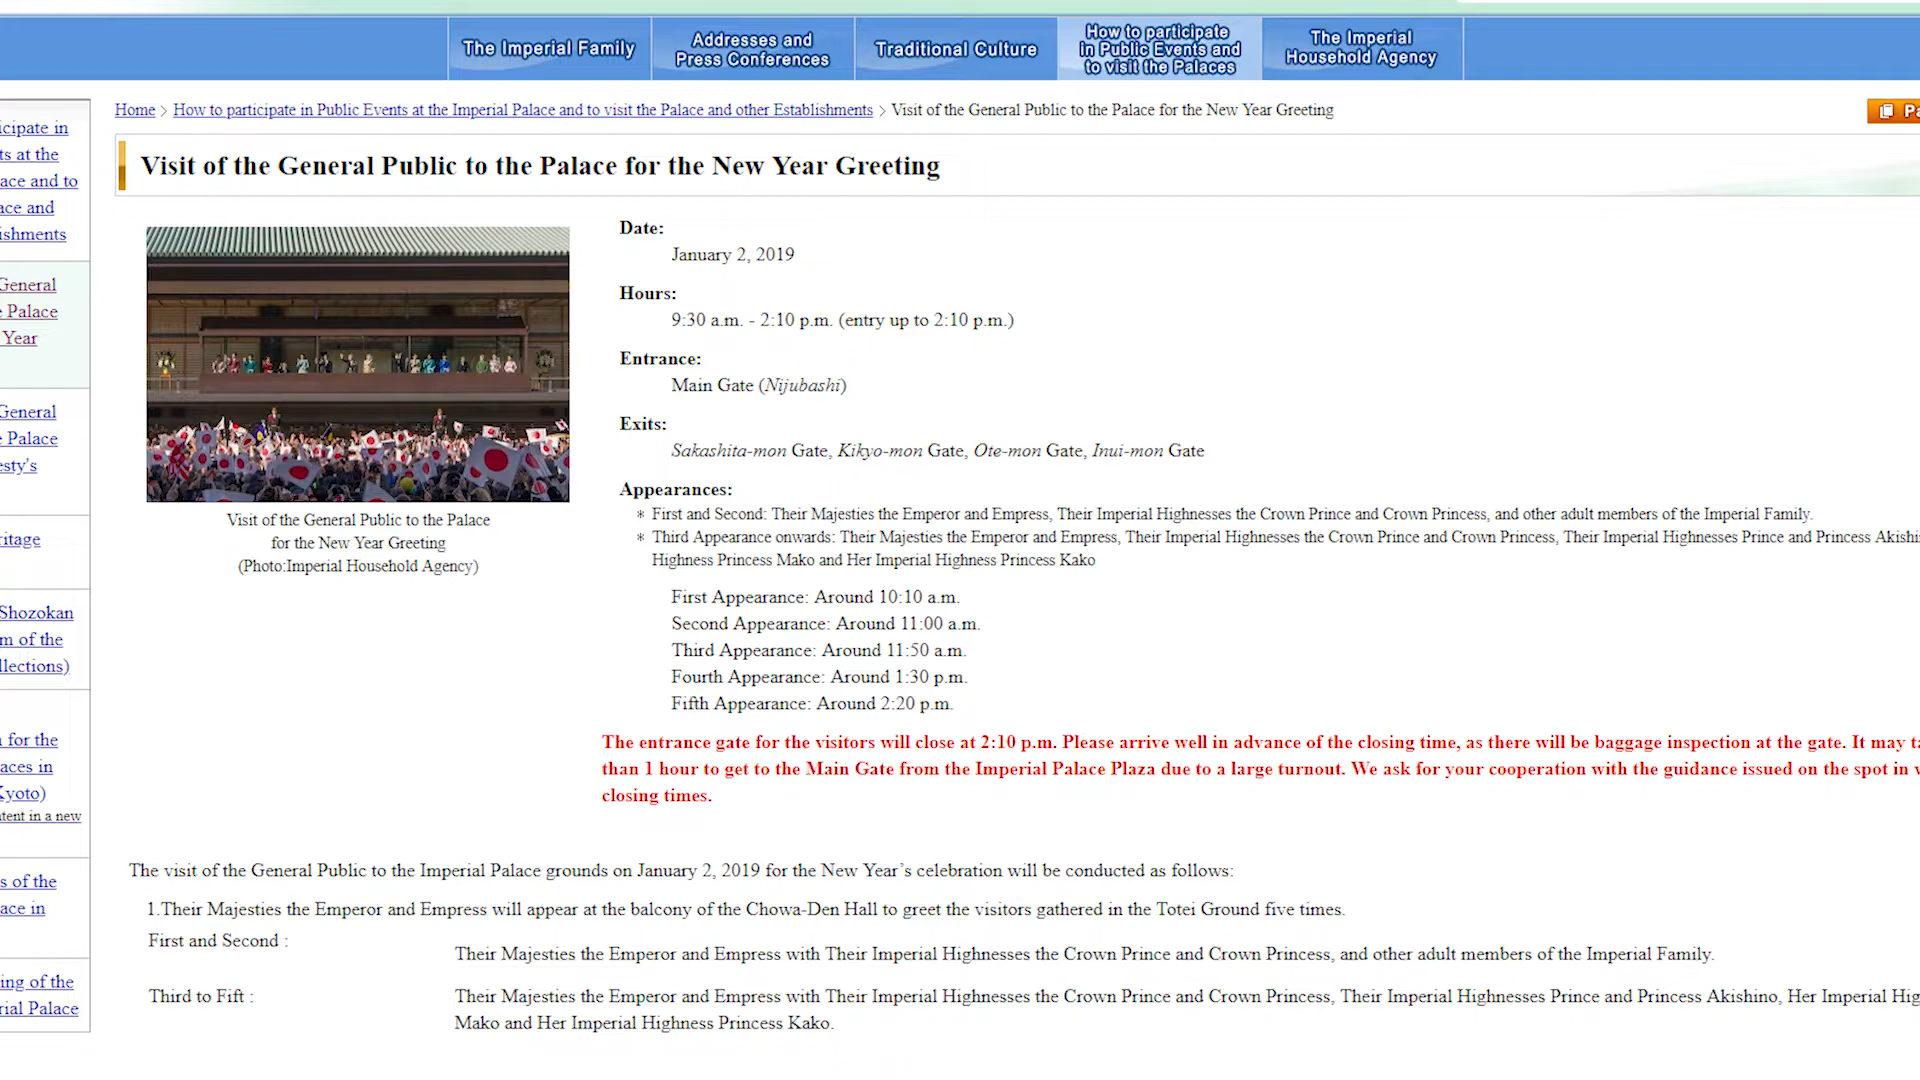 The Imperial Family
Addresses and
Press Conferences
Traditional Culture
How to participate
in Public Events and
to visit the Palaces
The Imperial
Household Agency
Home > How to participate in Public Events at the Imperial Palace and to visit the Palace and other Establishments > Visit of the General Public to the Palace for the New Year Greeting
Pa
icipate in
ts at the
ace and to
ace and
ishments
General
e Palace
Year
General
e Palace
esty's
ritage
Shozokan
m of the
llections)
n for the
aces in
Kyoto)
tent in a new
s of the
ace in
ing of the
rial Palace
Visit of the General Public to the Palace for the New Year Greeting
Visit of the General Public to the Palace
for the New Year Greeting
(Photo:Imperial Household Agency)
Date:
January 2, 2019
Hours:
9:30 a.m. - 2:10 p.m. (entry up to 2:10 p.m.)
Entrance:
Main Gate (Nijubashi)
Exits:
Sakashita-mon Gate, Kikyo-mon Gate, Ote-mon Gate, Inui-mon Gate
Appearances:
* First and Second: Their Majesties the Emperor and Empress, Their Imperial Highnesses the Crown Prince and Crown Princess, and other adult members of the Imperial Family.
* Third Appearance onwards: Their Majesties the Emperor and Empress, Their Imperial Highnesses the Crown Prince and Crown Princess, Their Imperial Highnesses Prince and Princess Akishi
Highness Princess Mako and Her Imperial Highness Princess Kako
First Appearance: Around 10:10 a.m.
Second Appearance: Around 11:00 a.m.
Third Appearance: Around 11:50 a.m.
Fourth Appearance: Around 1:30 p.m.
Fifth Appearance: Around 2:20 p.m.
The entrance gate for the visitors will close at 2:10 p.m. Please arrive well in advance of the closing time, as there will be baggage inspection at the gate. It may ta
than 1 hour to get to the Main Gate from the Imperial Palace Plaza due to a large turnout. We ask for your cooperation with the guidance issued on the spot in v
closing times.
The visit of the General Public to the Imperial Palace grounds on January 2, 2019 for the New Year's celebration will be conducted as follows:
1.Their Majesties the Emperor and Empress will appear at the balcony of the Chowa-Den Hall to greet the visitors gathered in the Totei Ground five times.
First and Second :
Their Majesties the Emperor and Empress with Their Imperial Highnesses the Crown Prince and Crown Princess, and other adult members of the Imperial Family.
Third to Fift :
Their Majesties the Emperor and Empress with Their Imperial Highnesses the Crown Prince and Crown Princess, Their Imperial Highnesses Prince and Princess Akishino, Her Imperial Hig
Mako and Her Imperial Highness Princess Kako.